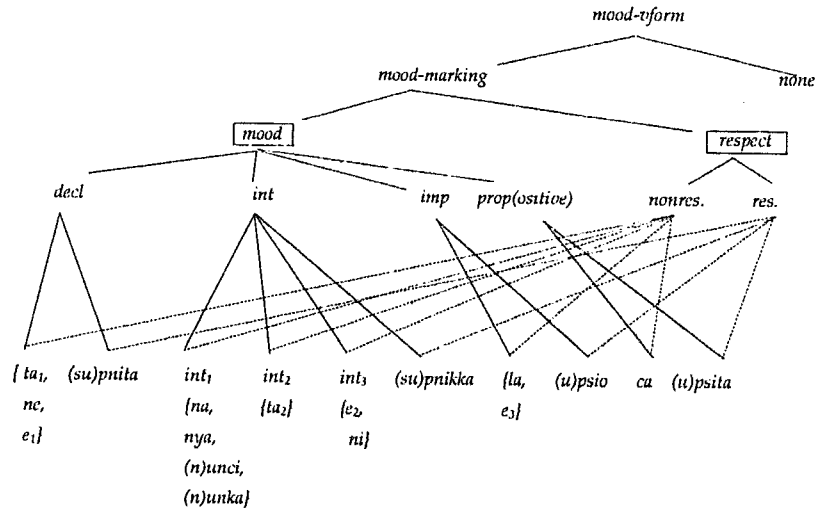 mood-vform
mood-marking none
mood respect
decl int imp prop(ositive) nonres. res.
{ ta₁, (su)pnita int₁ int₂ int₃ (su)pnikka {la, (u)psio ca (u)psita
ne, {na, {ta₂} {e₂, e₃}
e₁} nya, ni}
(n)unci,
(n)unka}